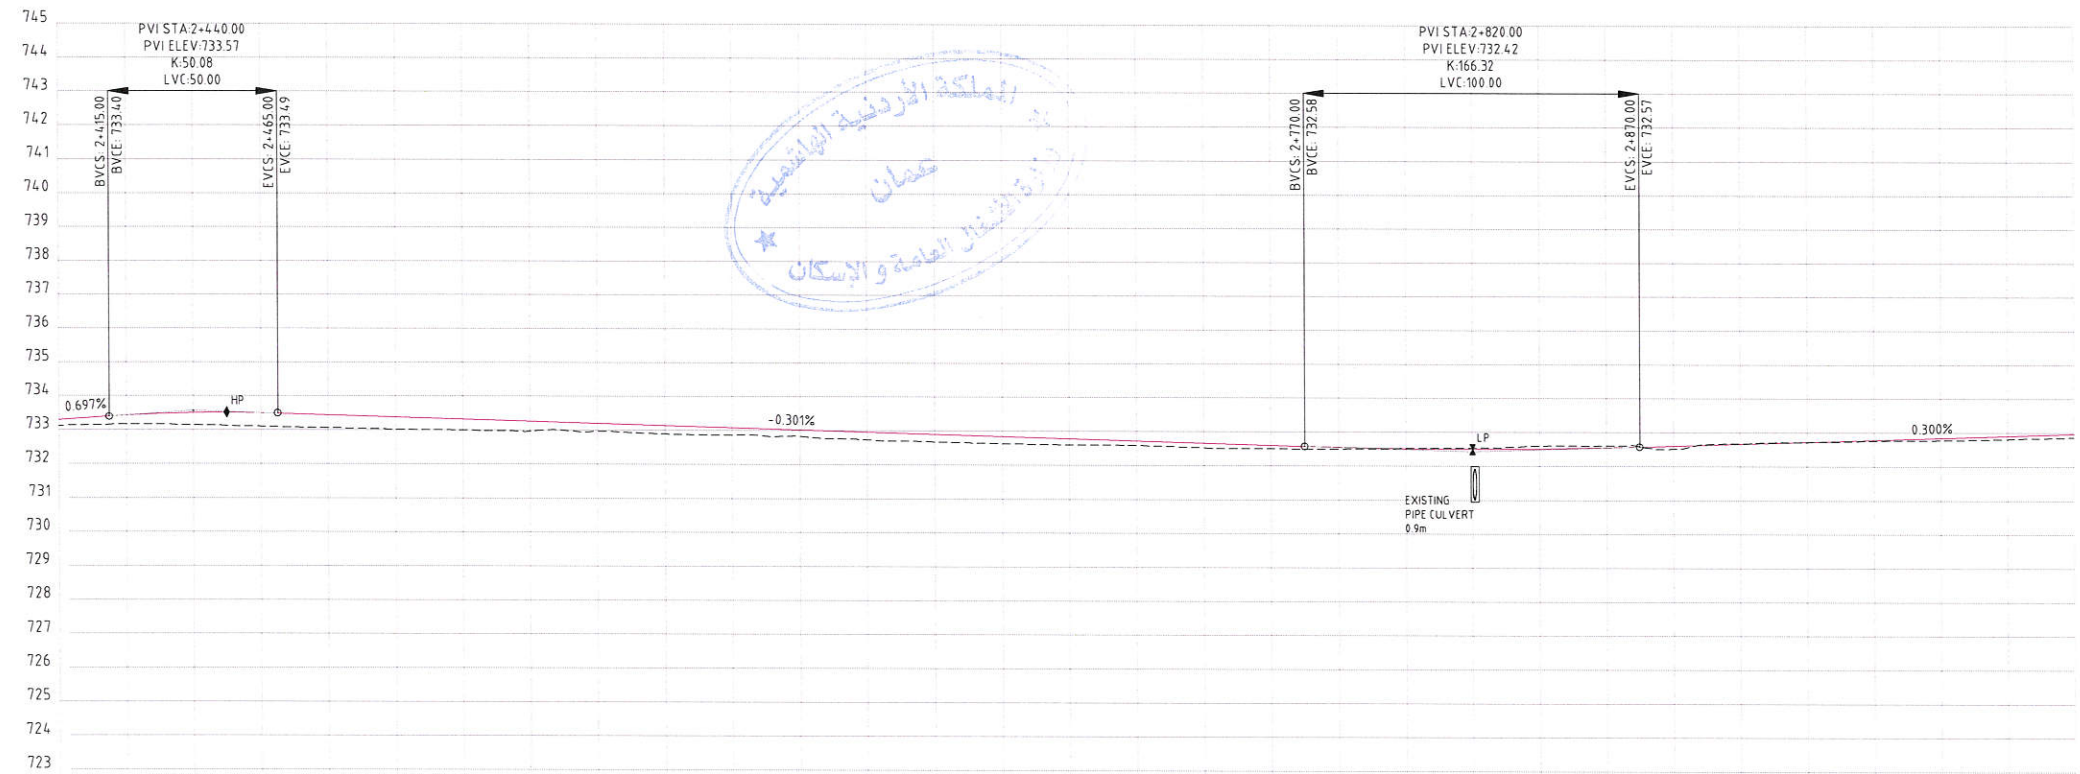 745
744
743
742
741
740
739
738
737
736
735
734
733
732
731
730
729
728
727
726
725
724
723
PVI STA:2+440.00
PVI ELEV:733.57
K:50.08
LVC:50.00
BVCS: 2+415.00
BVCE: 733.40
EVCS: 2+465.00
EVCE: 733.49
المملكة الأردنية الهاشمية
عمان
وزارة الأشغال العامة و الإسكان
PVI STA:2+820.00
PVI ELEV:732.42
K:166.32
LVC:100.00
BVCS: 2+770.00
BVCE: 732.58
EVCS: 2+870.00
EVCE: 732.57
0.697%
HP
-0.301%
LP
0.300%
EXISTING
PIPE CULVERT
0.9m